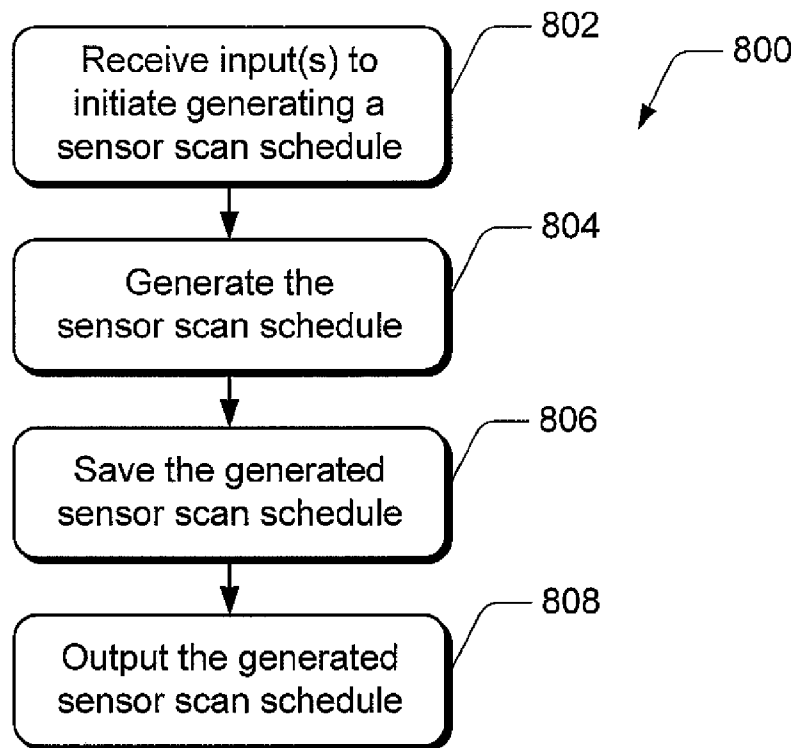 802
800
Receive input(s) to
initiate generating a
sensor scan schedule
804
Generate the
sensor scan schedule
806
Save the generated
sensor scan schedule
808
Output the generated
sensor scan schedule